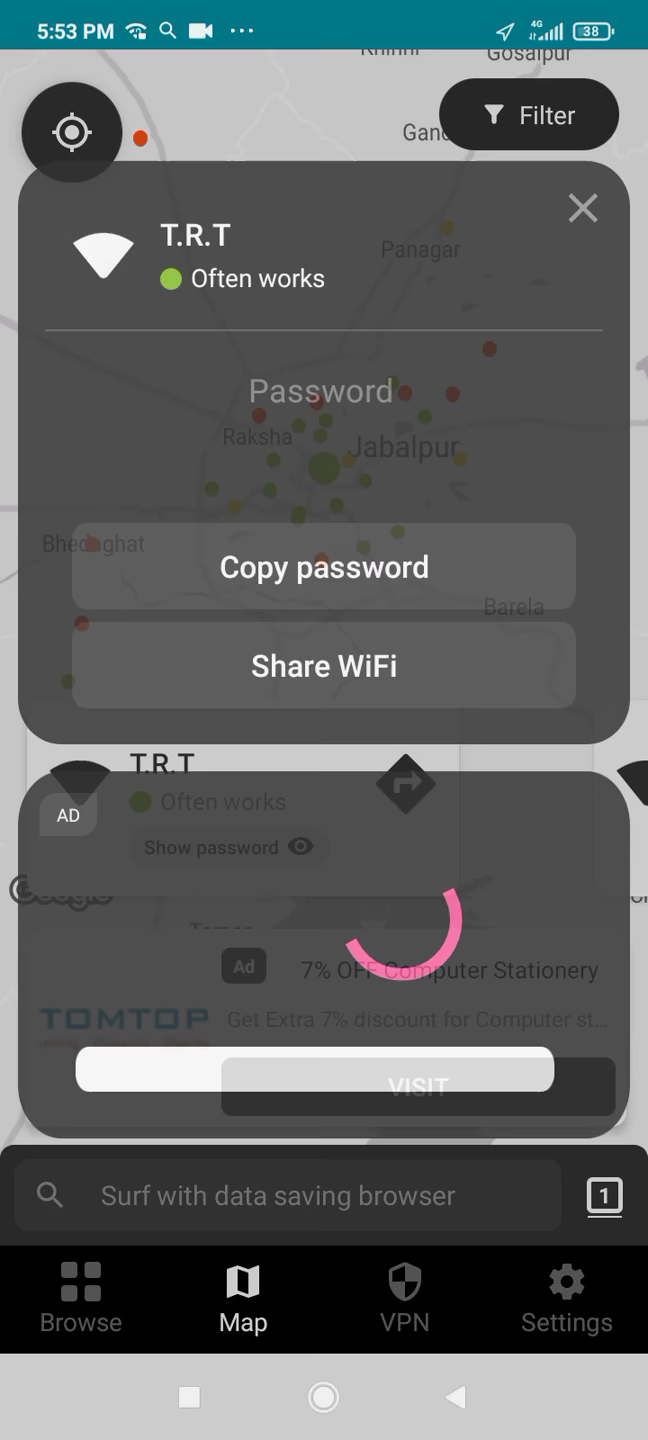 5:53 PM
4G
38
Gosalpur
Filter
T.R.T
Often works
Panagar
Password
Raksha
Jabalpur
Copy password
Barela
Share WiFi
T.R.T
Often works
AD
Show password
Ad
7% OFF Computer Stationery
TOMTOP
Get Extra 7% discount for Computer st...
VISIT
Surf with data saving browser
1
Browse
Map
VPN
Settings